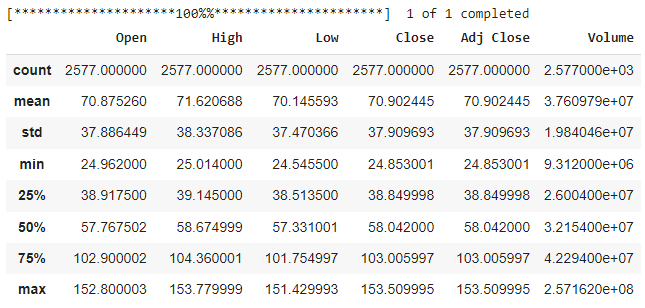 [*********************100%%**********************]  1 of 1 completed
Open High Low Close Adj Close Volume
count 2577.000000 2577.000000 2577.000000 2577.000000 2577.000000 2.577000e+03
mean 70.875260 71.620688 70.145593 70.902445 70.902445 3.760979e+07
std 37.886449 38.337086 37.470366 37.909693 37.909693 1.984046e+07
min 24.962000 25.014000 24.545500 24.853001 24.853001 9.312000e+06
25% 38.917500 39.145000 38.513500 38.849998 38.849998 2.600400e+07
50% 57.767502 58.674999 57.331001 58.042000 58.042000 3.215400e+07
75% 102.900002 104.360001 101.754997 103.005997 103.005997 4.229400e+07
max 152.800003 153.779999 151.429993 153.509995 153.509995 2.571620e+08